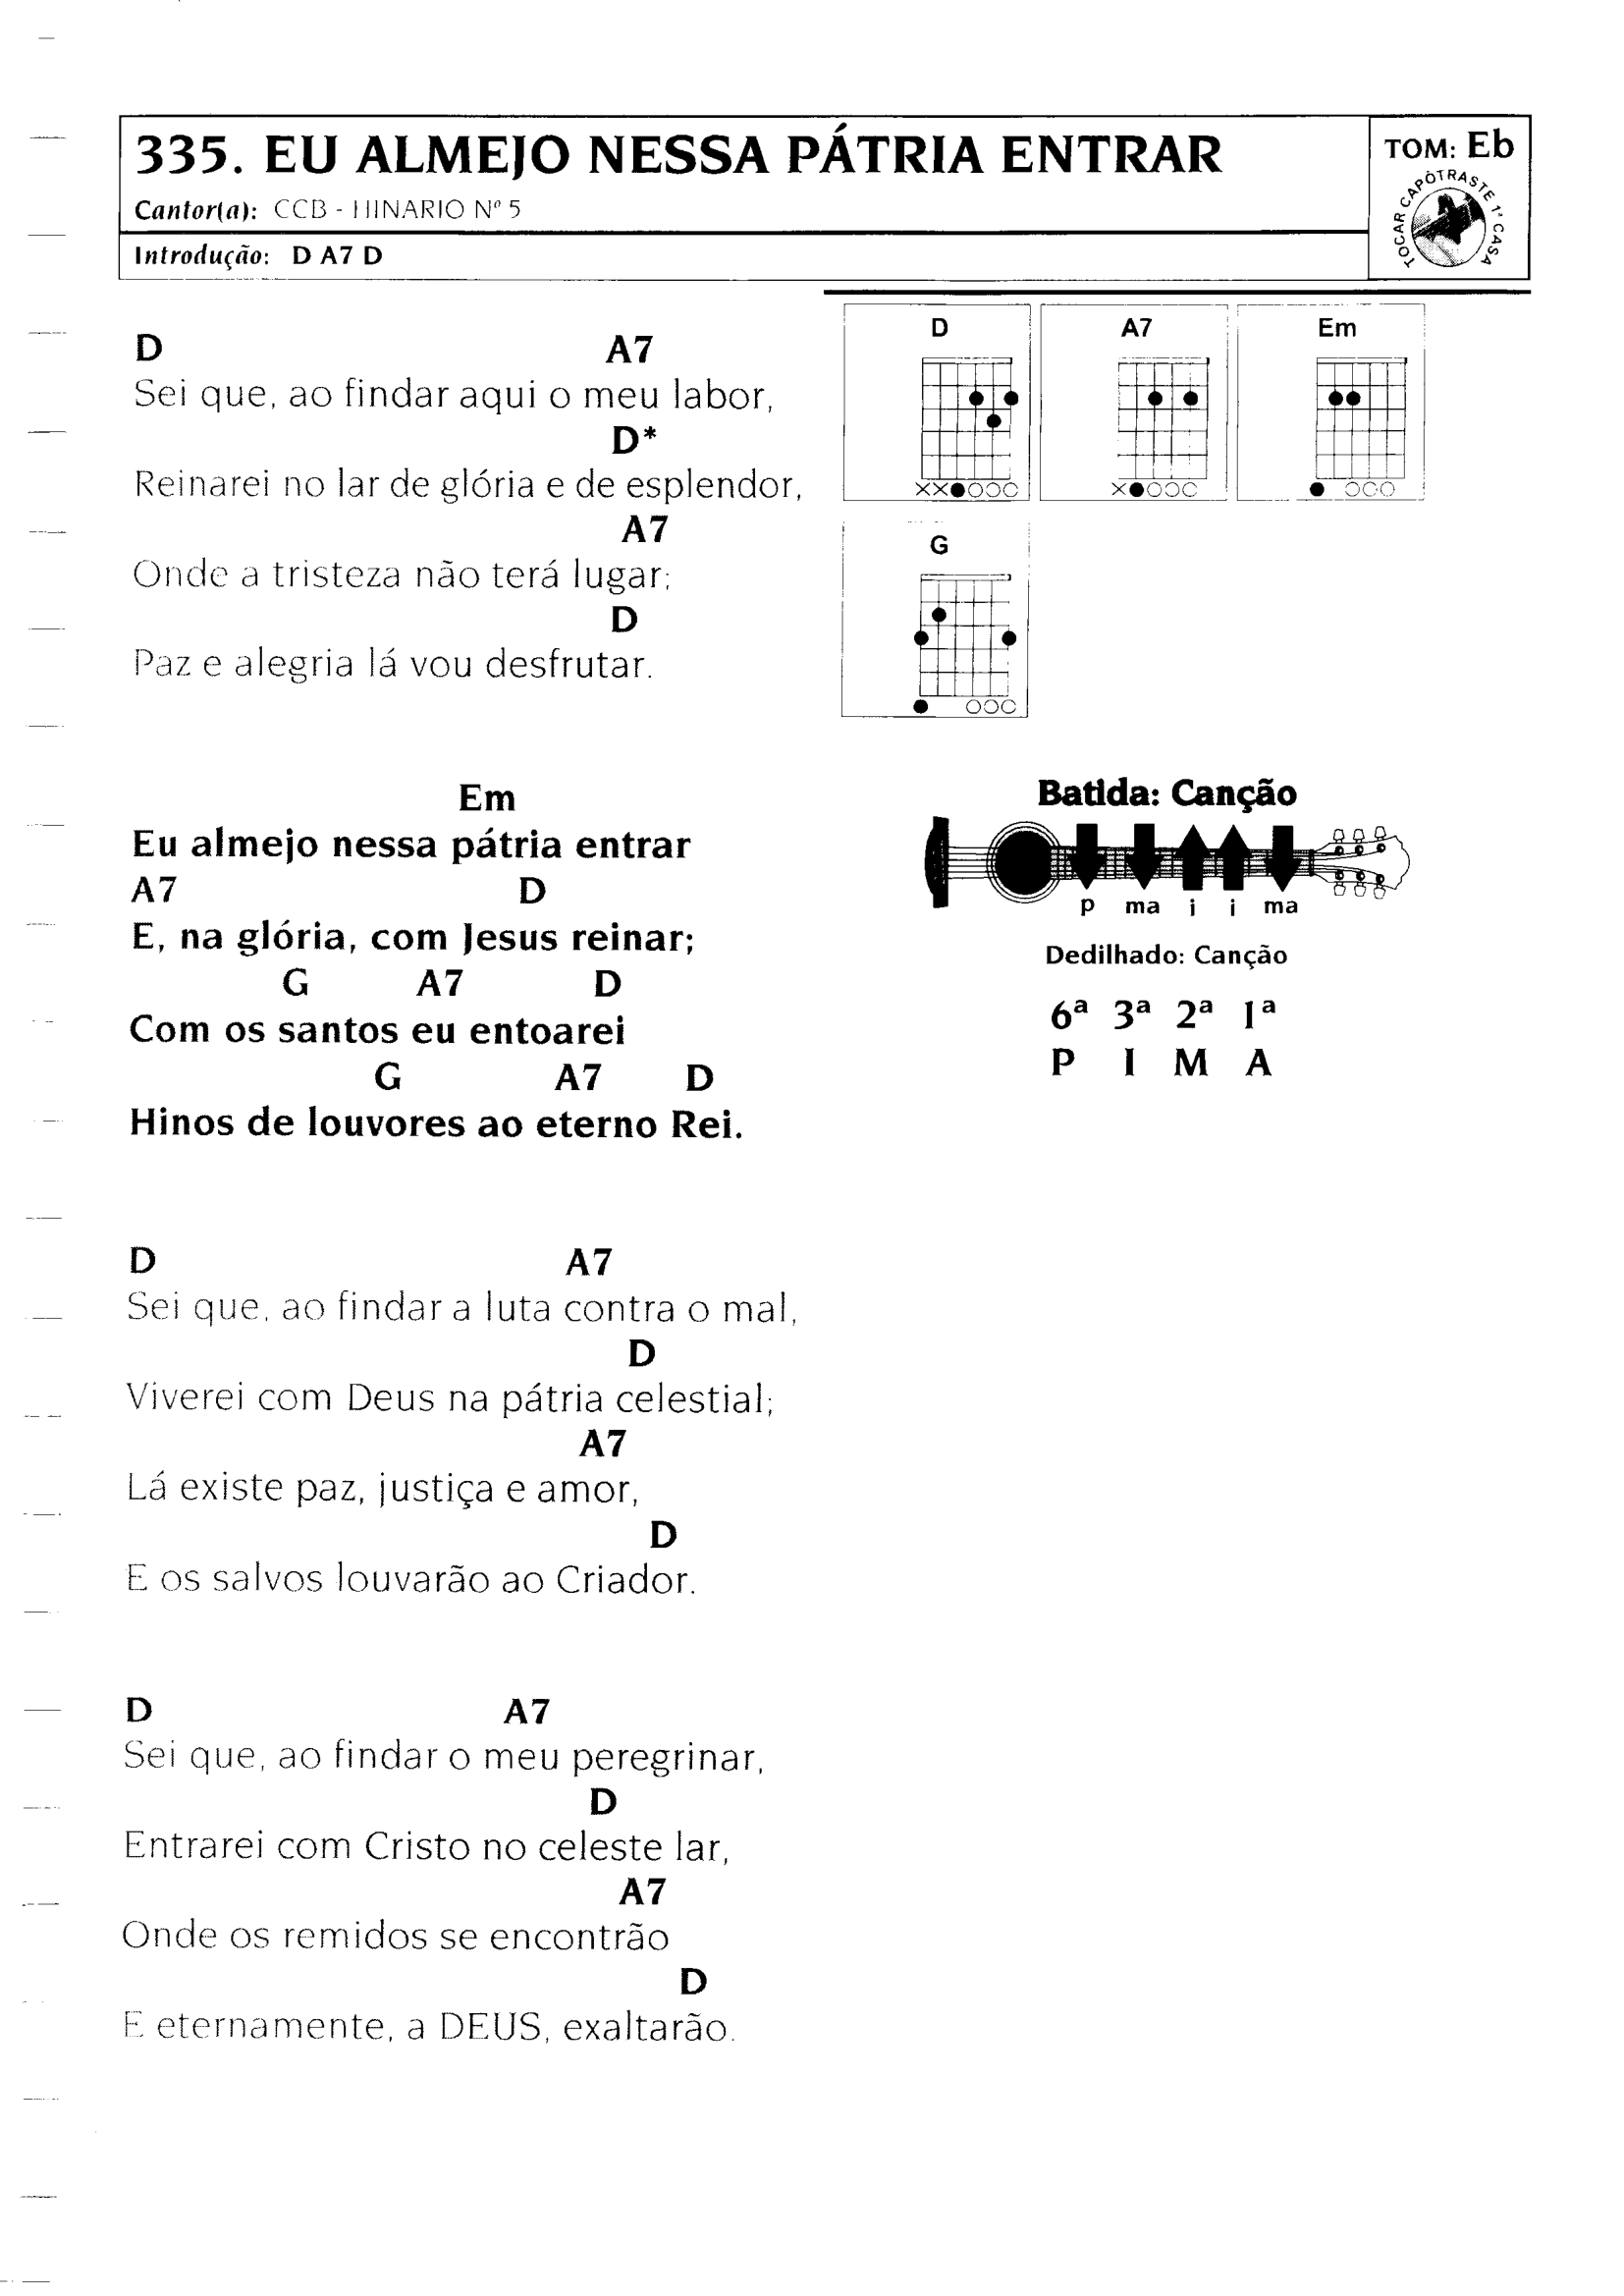 335. EU ALMEJO NESSA PÁTRIA ENTRAR
Cantor(a): CCB - HINARIO Nº 5
Introdução: D A7 D
TOM: Eb
TOCAR CAPÒTRASTE 1ª CASA
D A7
Sei que, ao findar aqui o meu labor,
D*
Reinarei no lar de glória e de esplendor,
A7
Onde a tristeza não terá lugar;
D
Paz e alegria lá vou desfrutar.
Em
Eu almejo nessa pátria entrar
A7 D
E, na glória, com Jesus reinar;
G A7 D
Com os santos eu entoarei
G A7 D
Hinos de louvores ao eterno Rei.
D A7
Sei que, ao findar a luta contra o mal,
D
Viverei com Deus na pátria celestial;
A7
Lá existe paz, justiça e amor,
D
E os salvos louvarão ao Criador.
D A7
Sei que, ao findar o meu peregrinar,
D
Entrarei com Cristo no celeste lar,
A7
Onde os remidos se encontrão
D
E eternamente, a DEUS, exaltarão.
D A7 Em
G
Batida: Canção
p ma i i ma
Dedilhado: Canção
6ª 3ª 2ª 1ª
P I M A